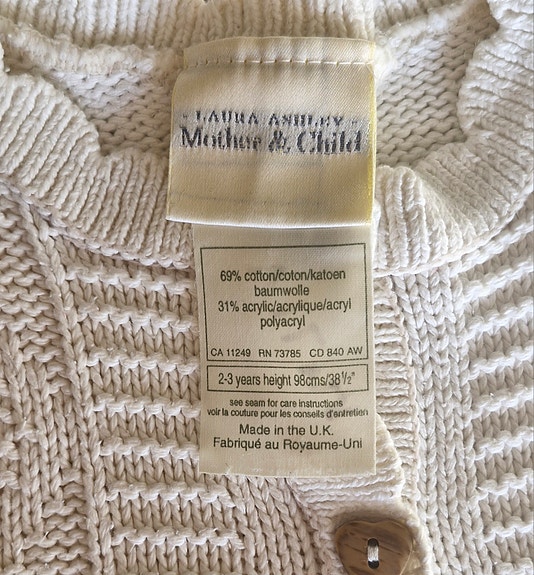 LAURA ASHLEY
Mother & Child
69% cotton/coton/katoen
baumwolle
31% acrylic/acrylique/acryl
polyacryl
CA 11249 RN 73785 CD 840 AW
2-3 years height 98cms/38½"
see seam for care instructions
voir la couture pour les conseils d'entretien
Made in the U.K.
Fabriqué au Royaume-Uni